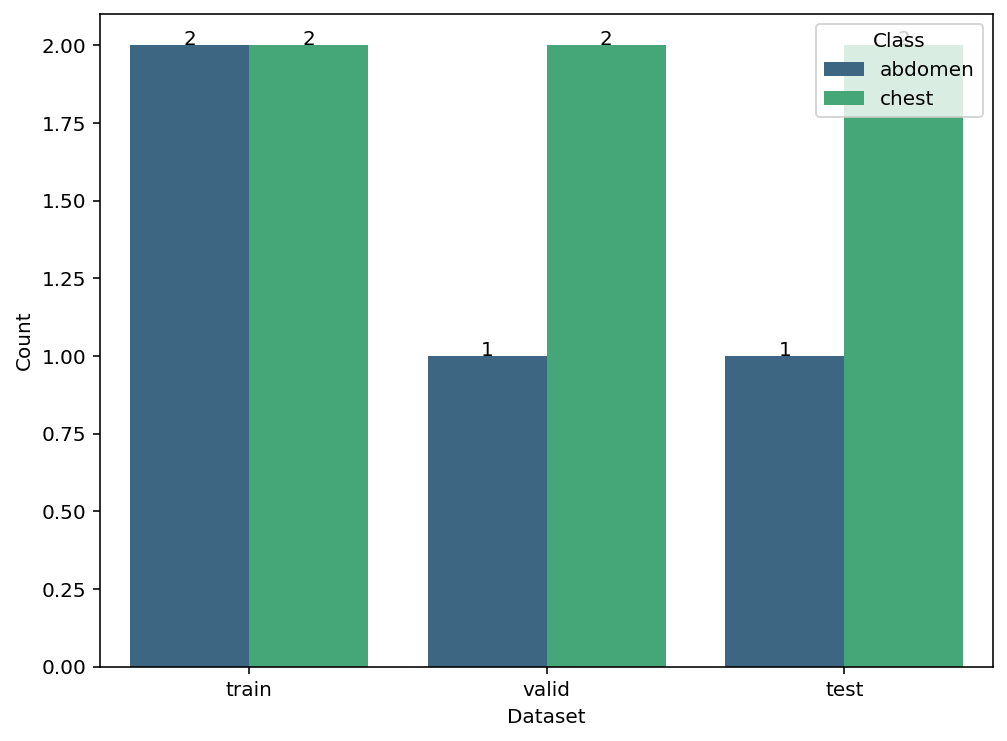 2 2 2 2
Class
abdomen
chest
1 1
2.00
1.75
1.50
1.25
1.00
0.75
0.50
0.25
0.00
Count
train valid test
Dataset